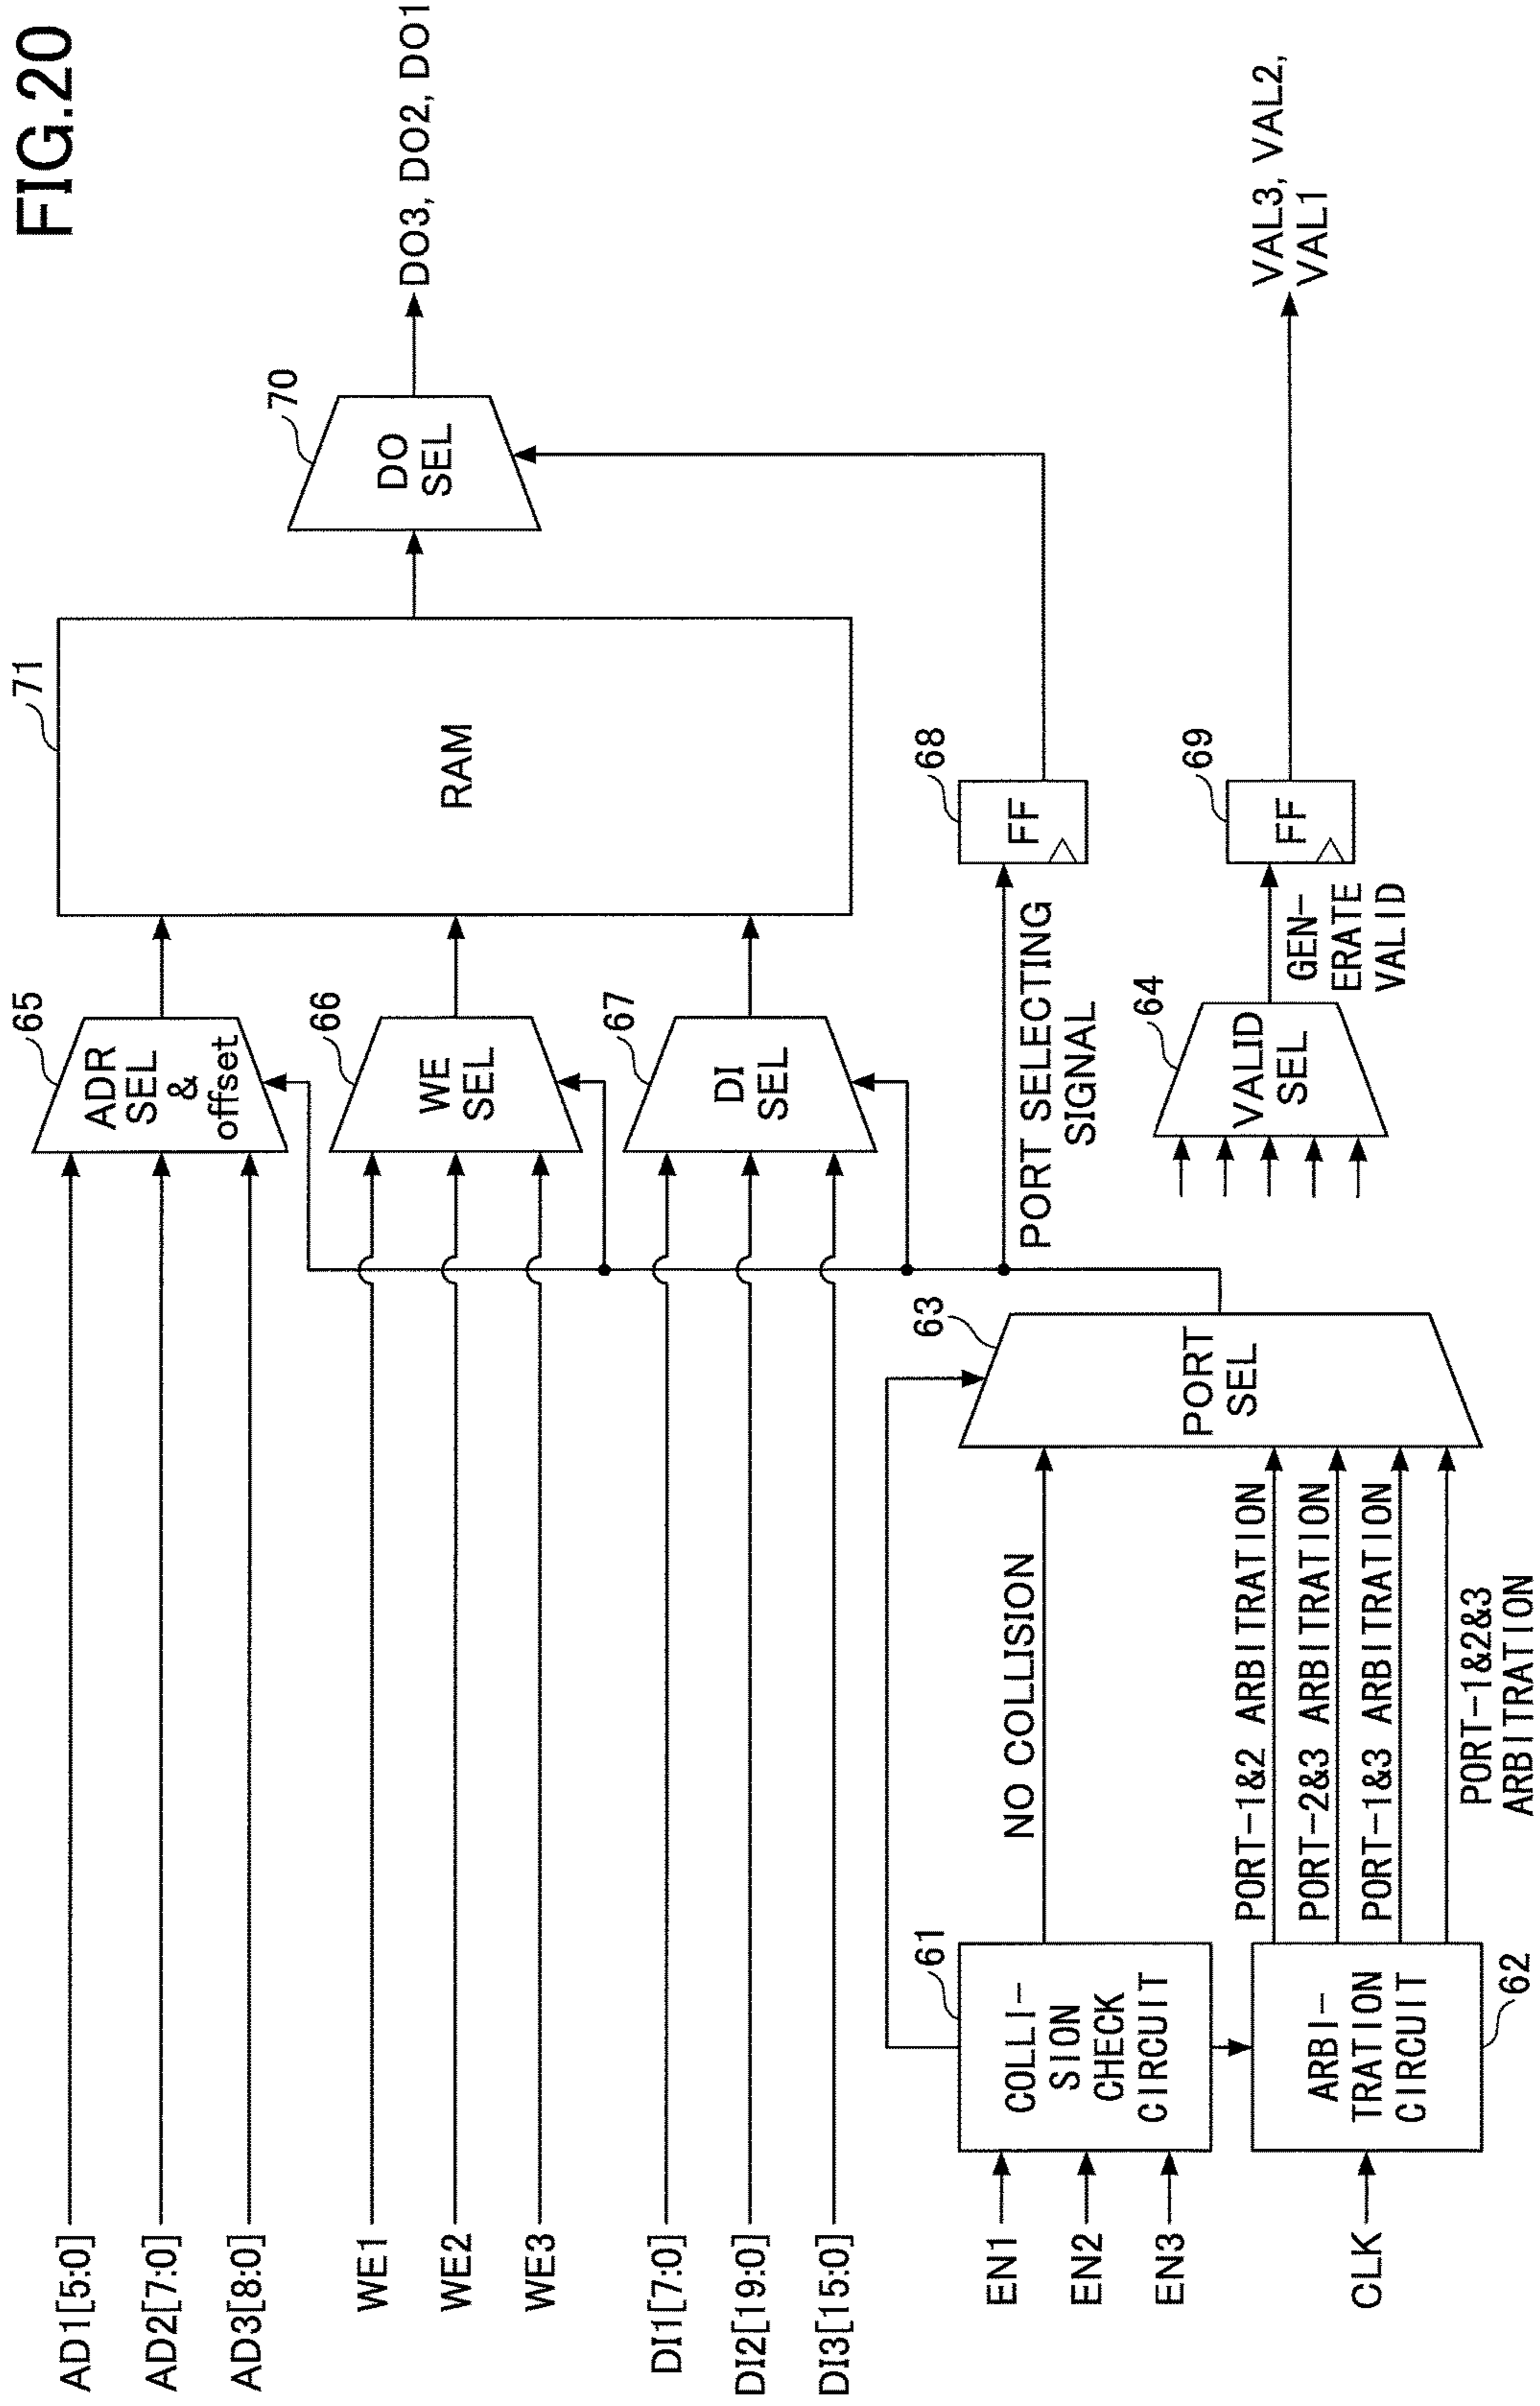 FIG.20
AD1[5:0]
AD2[7:0]
AD3[8:0]
WE1
WE2
WE3
DI1[7:0]
DI2[19:0]
DI3[15:0]
EN1
EN2
EN3
CLK
61
COLLI-
SION
CHECK
CIRCUIT
ARBI-
TRATION
CIRCUIT
62
NO COLLISION
PORT-1&2 ARBITRATION
PORT-2&3 ARBITRATION
PORT-1&3 ARBITRATION
PORT-1&2&3
ARBITRATION
63
PORT
SEL
65
ADR
SEL
&
offset
66
WE
SEL
67
DI
SEL
PORT SELECTING
SIGNAL
64
VALID
SEL
GEN-
ERATE
VALID
71
RAM
68
FF
69
FF
70
DO
SEL
DO3, DO2, DO1
VAL3, VAL2,
VAL1